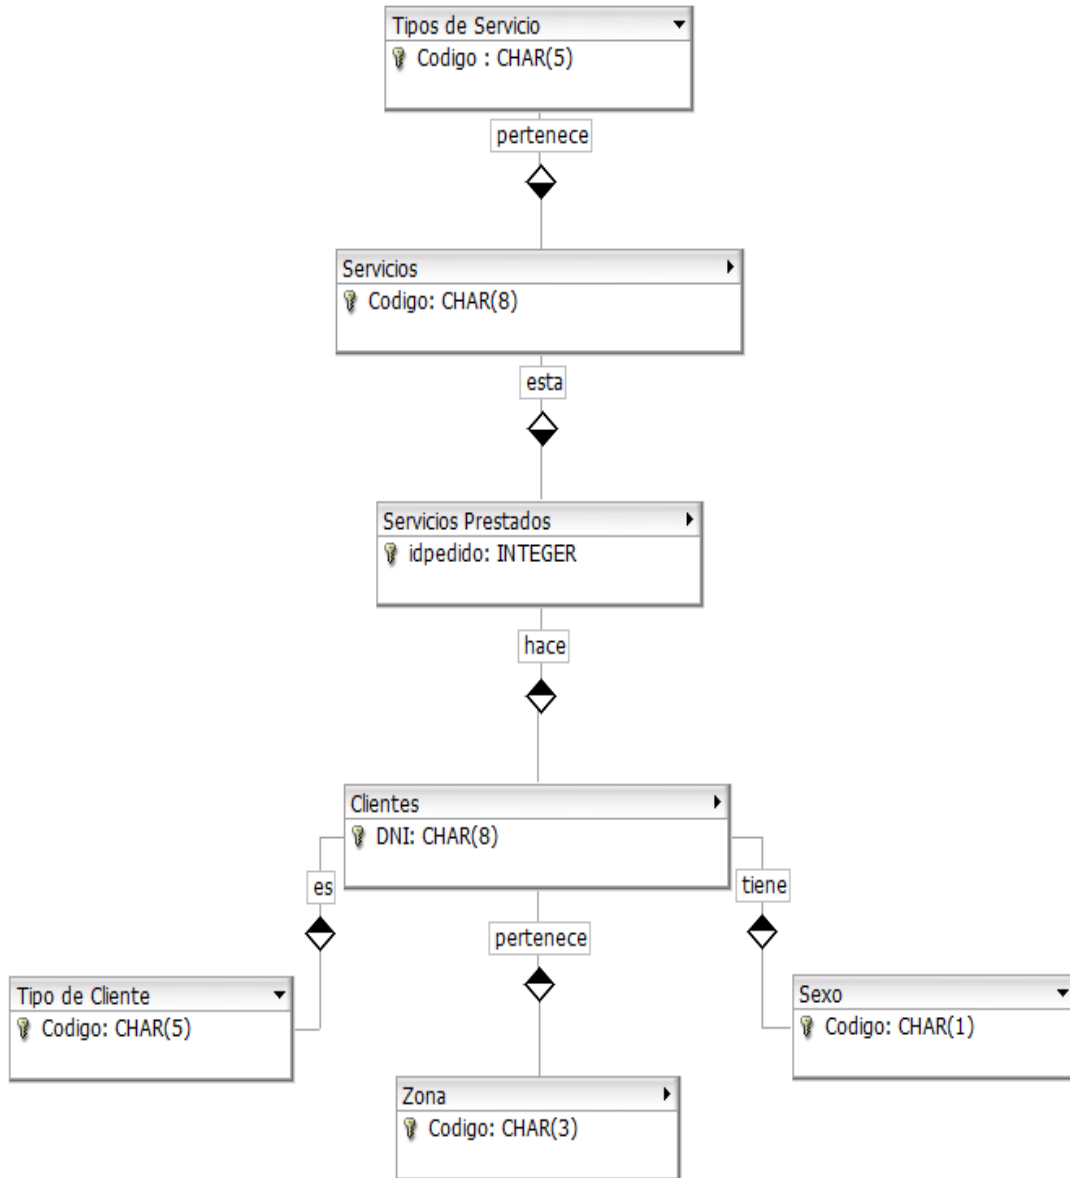 Tipos de Servicio
Codigo : CHAR(5)
pertenece
Servicios
Codigo: CHAR(8)
esta
Servicios Prestados
idpedido: INTEGER
hace
Clientes
DNI: CHAR(8)
es
tiene
pertenece
Tipo de Cliente
Codigo: CHAR(5)
Sexo
Codigo: CHAR(1)
Zona
Codigo: CHAR(3)